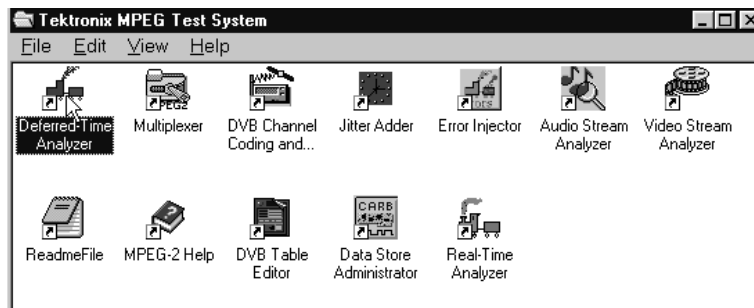 Tektronix MPEG Test System
File Edit View Help
PEG2
CARB
Deferred-Time
Analyzer
Multiplexer
DVB Channel
Coding and...
Jitter Adder
Error Injector
Audio Stream
Analyzer
Video Stream
Analyzer
ReadmeFile
MPEG-2 Help
DVB Table
Editor
Data Store
Administrator
Real-Time
Analyzer